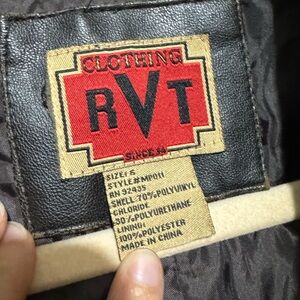 CLOTHING
RVT
SINCE 84
SIZE: S
STYLE#MP011
RN 92435
SHELL: 70%POLYVINYL
CHLORIDE
30%POLYURETHANE
LINING:
100%POLYESTER
MADE IN CHINA